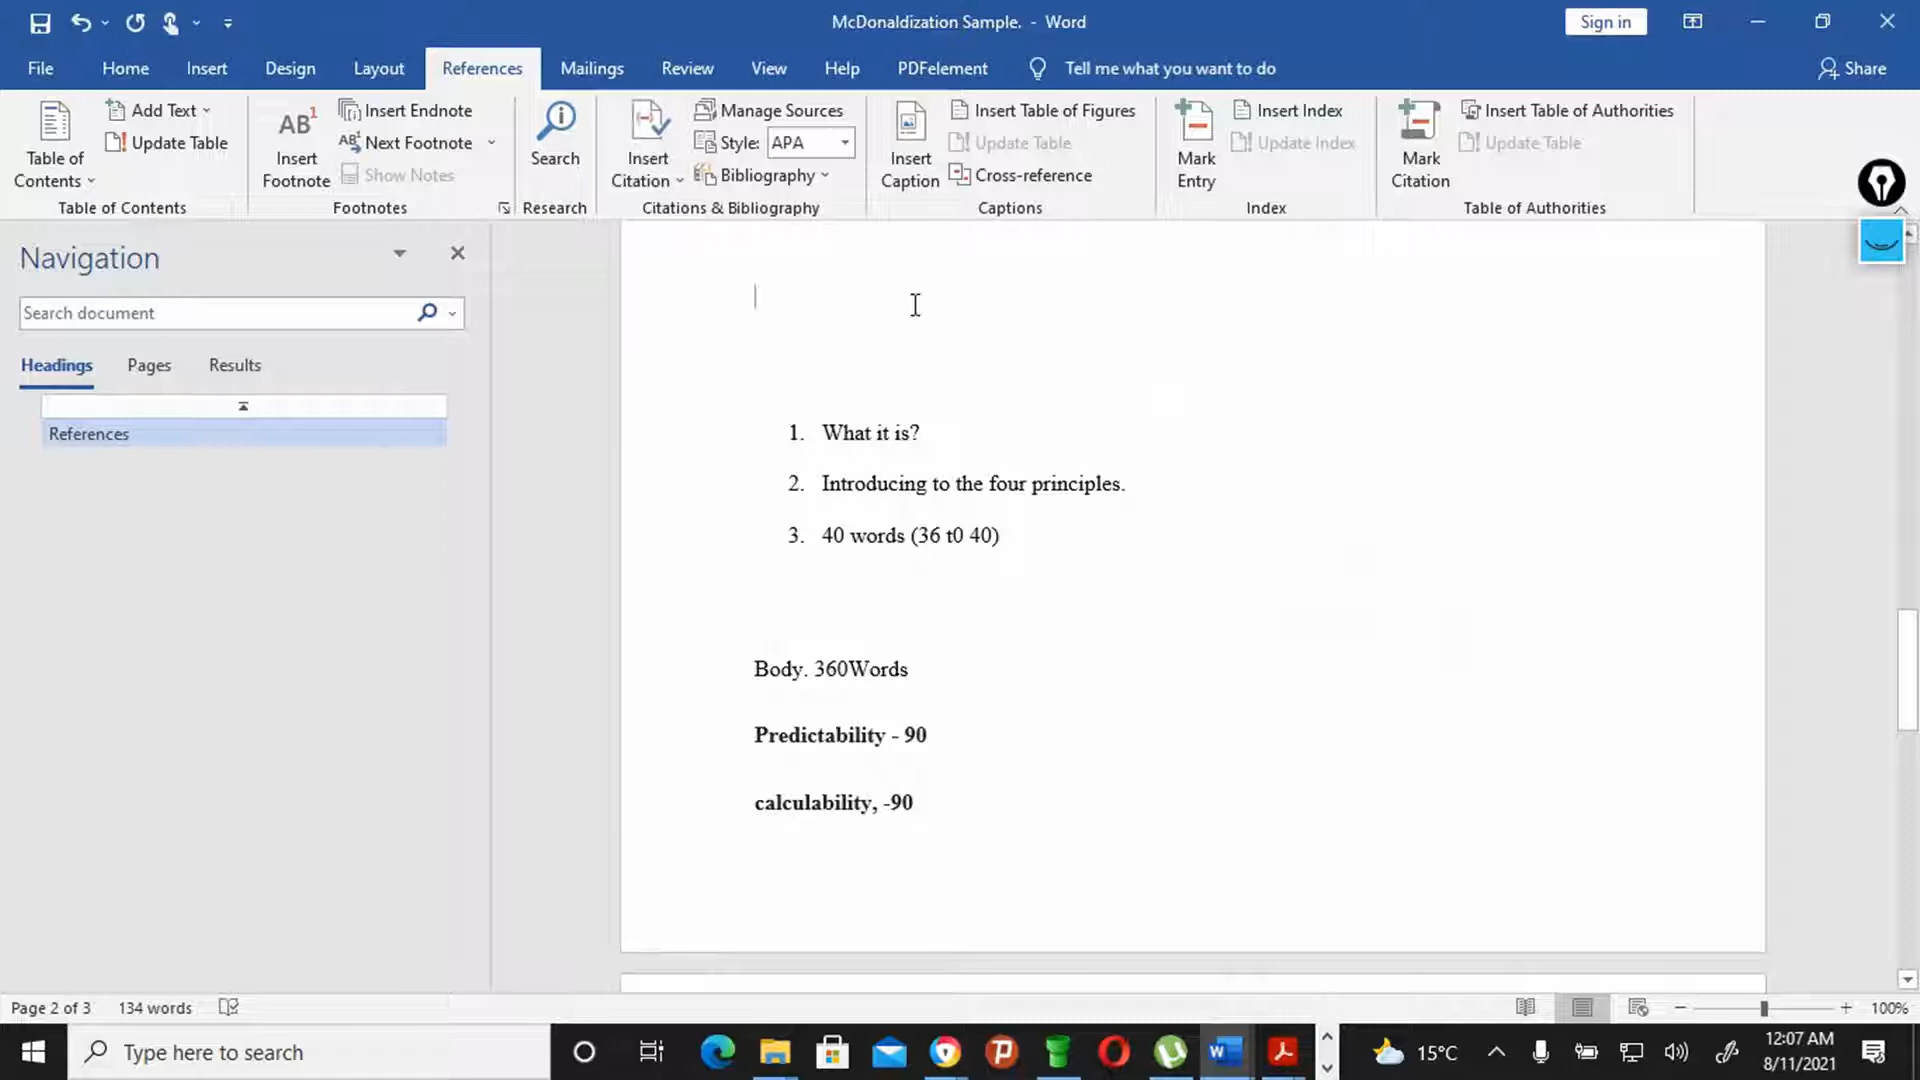 McDonaldization Sample. - Word
Sign in
File Home Insert Design Layout References Mailings Review View Help PDFelement Tell me what you want to do Share
Table of Contents
Add Text
Update Table
Table of Contents
AB1
Insert Footnote
Insert Endnote
Next Footnote
Show Notes
Footnotes
Search
Research
Insert Citation
Manage Sources
Style: APA
Bibliography
Citations & Bibliography
Insert Caption
Insert Table of Figures
Update Table
Cross-reference
Captions
Mark Entry
Insert Index
Update Index
Index
Mark Citation
Insert Table of Authorities
Update Table
Table of Authorities
Navigation
Search document
Headings Pages Results
References
1. What it is?
2. Introducing to the four principles.
3. 40 words (36 t0 40)
Body. 360Words
Predictability - 90
calculability, -90
Page 2 of 3 134 words
100%
Type here to search
15°C
12:07 AM
8/11/2021